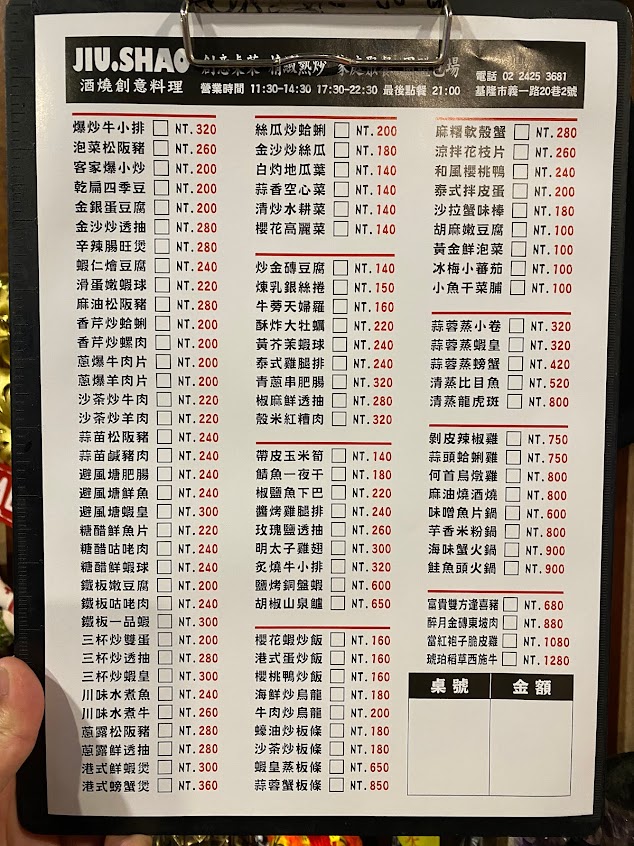 JIU.SHAO
酒燒創意料理
創意桌菜 精緻熱炒 家庭聚餐
電話 02 2425 3681
營業時間 11:30-14:30 17:30-22:30 最後點餐 21:00
基隆市義一路20巷2號
爆炒牛小排 NT.320
泡菜松阪豬 NT.260
客家爆小炒 NT.200
乾扁四季豆 NT.200
金銀蛋豆腐 NT.200
金沙炒透抽 NT.280
辛辣腸旺煲 NT.280
蝦仁燴豆腐 NT.240
滑蛋嫩蝦球 NT.220
麻油松阪豬 NT.280
香芹炒蛤蜊 NT.200
香芹炒螺肉 NT.200
蔥爆牛肉片 NT.200
蔥爆羊肉片 NT.200
沙茶炒牛肉 NT.220
沙茶炒羊肉 NT.220
蒜苗松阪豬 NT.240
蒜苗鹹豬肉 NT.240
避風塘肥腸 NT.240
避風塘鮮魚 NT.240
避風塘蝦皇 NT.300
糖醋鮮魚片 NT.220
糖醋咕咾肉 NT.240
糖醋鮮蝦球 NT.240
鐵板嫩豆腐 NT.200
鐵板咕咾肉 NT.240
鐵板一品蝦 NT.300
三杯炒雙蛋 NT.200
三杯炒透抽 NT.280
三杯炒蝦皇 NT.300
川味水煮魚 NT.240
川味水煮牛 NT.260
蔥露松阪豬 NT.280
蔥露鮮透抽 NT.280
港式鮮蝦煲 NT.300
港式螃蟹煲 NT.360
絲瓜炒蛤蜊 NT.200
金沙炒絲瓜 NT.180
白灼地瓜葉 NT.140
蒜香空心菜 NT.140
清炒水耕菜 NT.140
櫻花高麗菜 NT.140
炒金磚豆腐 NT.140
煉乳銀絲捲 NT.150
牛蒡天婦羅 NT.160
酥炸大牡蠣 NT.220
黃芥茉蝦球 NT.240
泰式雞腿排 NT.240
青蔥串肥腸 NT.320
椒麻鮮透抽 NT.280
殼米紅糟肉 NT.320
帶皮玉米筍 NT.140
鯖魚一夜干 NT.180
椒鹽魚下巴 NT.220
醬烤雞腿排 NT.240
玫瑰鹽透抽 NT.260
明太子雞翅 NT.300
炙燒牛小排 NT.320
鹽烤銅盤蝦 NT.600
胡椒山泉鱸 NT.650
櫻花蝦炒飯 NT.160
港式蛋炒飯 NT.160
櫻桃鴨炒飯 NT.160
海鮮炒烏龍 NT.180
牛肉炒烏龍 NT.200
蠔油炒板條 NT.180
沙茶炒板條 NT.180
蝦皇蒸板條 NT.650
蒜蓉蟹板條 NT.850
麻糬軟殼蟹 NT.280
涼拌花枝片 NT.260
和風櫻桃鴨 NT.240
泰式拌皮蛋 NT.200
沙拉蟹味棒 NT.180
胡麻嫩豆腐 NT.100
黃金鮮泡菜 NT.100
冰梅小蕃茄 NT.100
小魚干菜脯 NT.100
蒜蓉蒸小卷 NT.320
蒜蓉蒸蝦皇 NT.320
蒜蓉蒸螃蟹 NT.420
清蒸比目魚 NT.520
清蒸龍虎斑 NT.800
剝皮辣椒雞 NT.750
蒜頭蛤蜊雞 NT.750
何首烏燉雞 NT.800
麻油燒酒燒 NT.800
味噌魚片鍋 NT.600
芋香米粉鍋 NT.800
海味蟹火鍋 NT.900
鮭魚頭火鍋 NT.900
富貴雙方逢喜豬 NT.680
醉月金磚東坡肉 NT.880
當紅袍子脆皮雞 NT.1080
琥珀稻草西施牛 NT.1280
桌號 金額